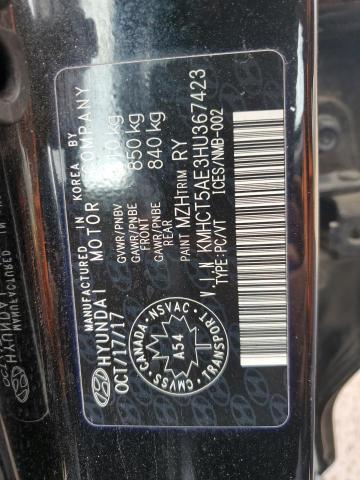 MANUFACTURED IN KOREA BY
HYUNDAI MOTOR COMPANY
OCT/17/17
GVWR/PNBV kg
GAWR/PNBE FRONT 850 kg
GAWR/PNBE REAR 840 kg
PAINT MZH TRIM RY
V I N KMHCT5AE3HU367423
TYPE:PC/VT ICES/NMB-002
CANADA NSVAC TRANSPORT CMVSS
A54